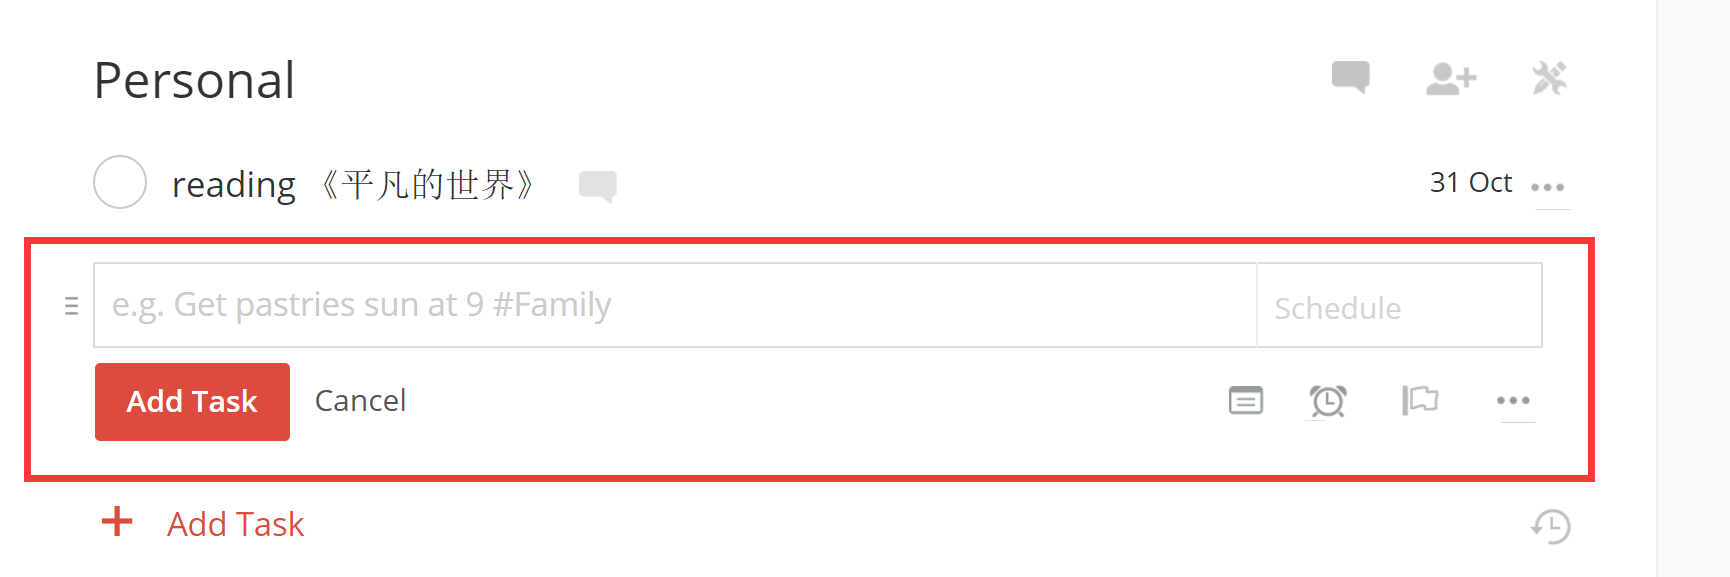 Personal
reading 《平凡的世界》 31 Oct
e.g. Get pastries sun at 9 #Family Schedule
Add Task Cancel
+ Add Task